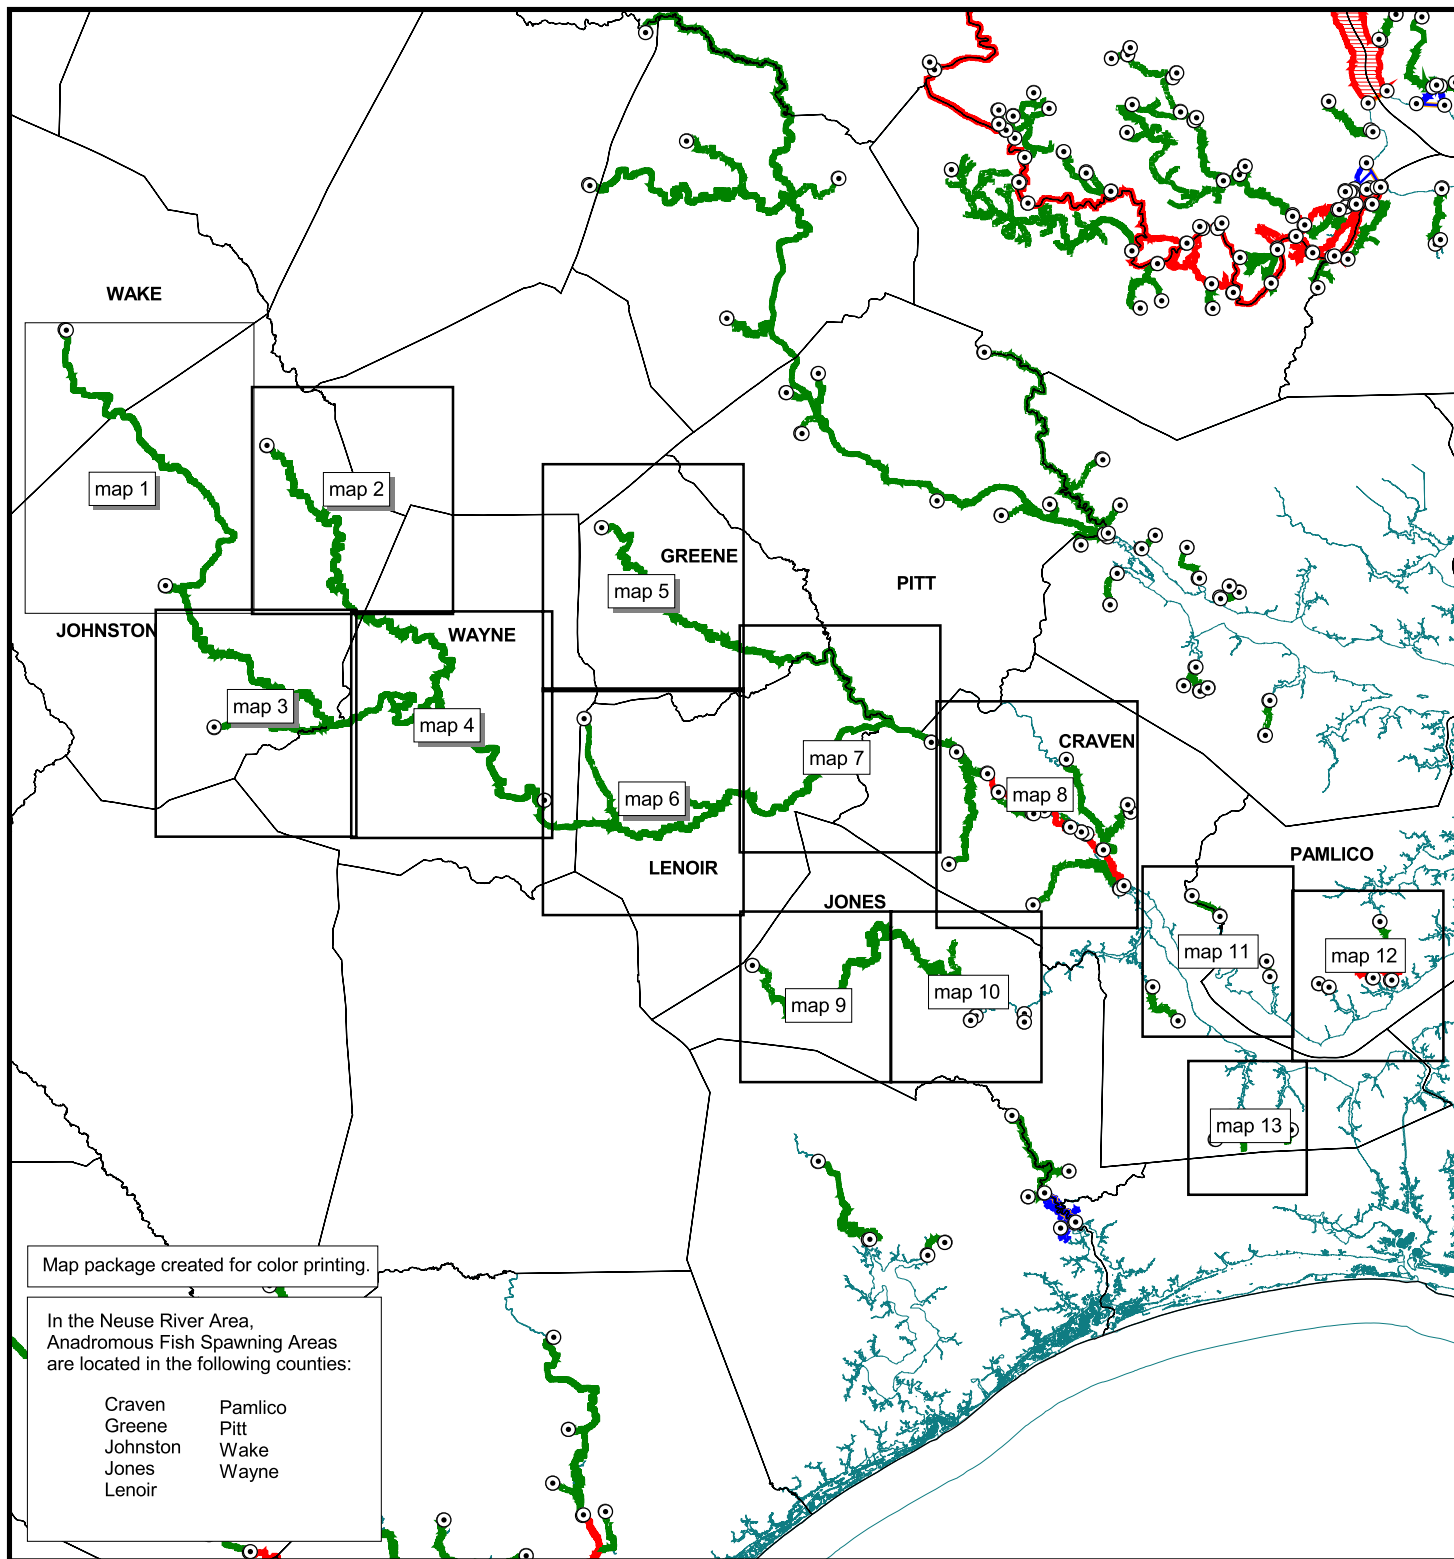 WAKE
map 1
map 2
GREENE
PITT
map 5
JOHNSTON
WAYNE
map 3
map 4
CRAVEN
map 7
map 8
map 6
LENOIR
PAMLICO
JONES
map 11
map 12
map 9
map 10
map 13
Map package created for color printing.
In the Neuse River Area,
Anadromous Fish Spawning Areas
are located in the following counties:
Craven Pamlico
Greene Pitt
Johnston Wake
Jones Wayne
Lenoir